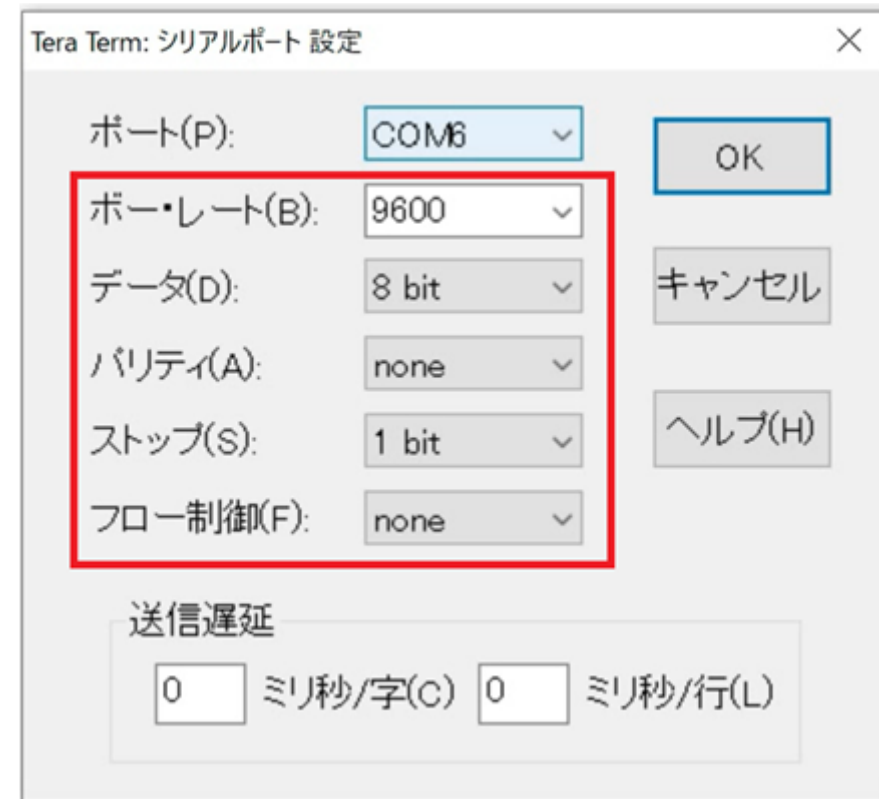 Tera Term: シリアルポート 設定
ポート(P): COM6
OK
ボー・レート(B): 9600
データ(D): 8 bit
キャンセル
パリティ(A): none
ストップ(S): 1 bit
ヘルプ(H)
フロー制御(F): none
送信遅延
0 ミリ秒/字(C) 0 ミリ秒/行(L)